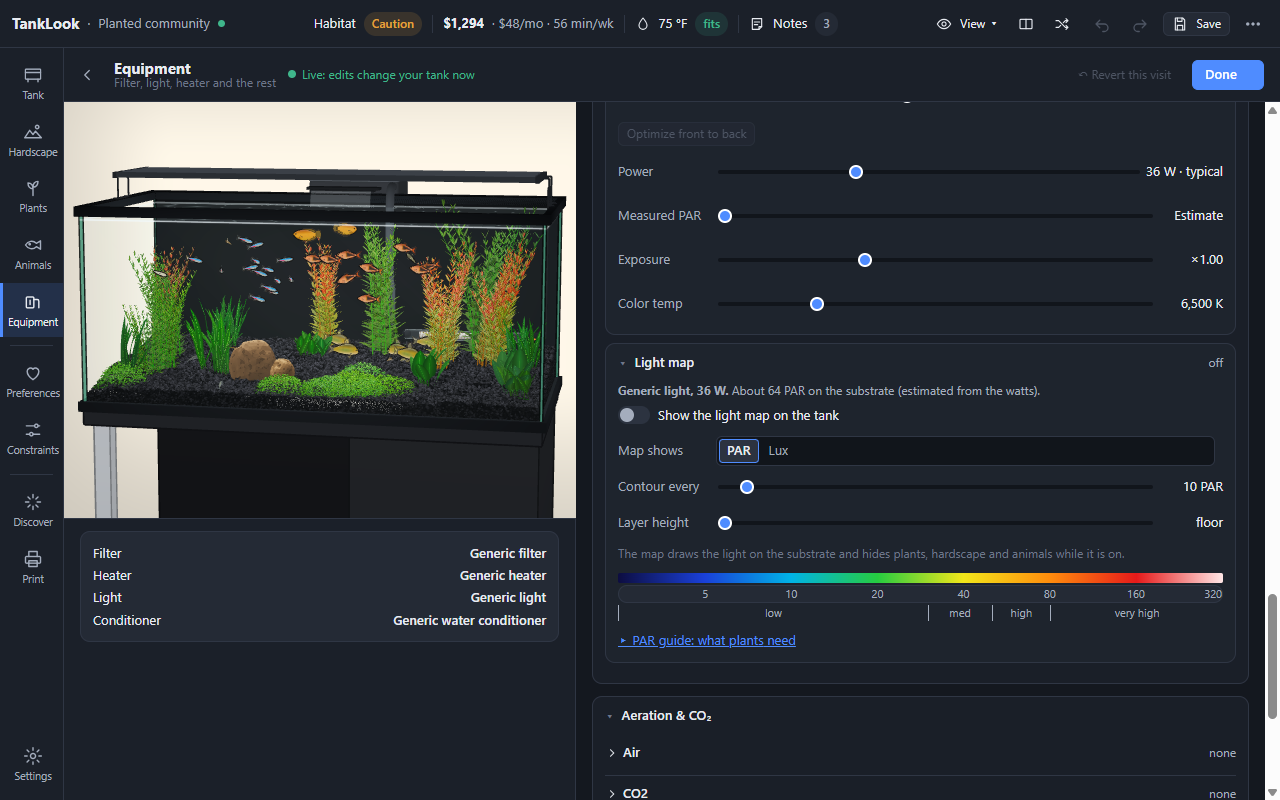 TankLook · Planted community
Habitat Caution $1,294 · $48/mo · 56 min/wk 75 °F fits Notes 3
View Save
Equipment
Filter, light, heater and the rest
Live: edits change your tank now
Revert this visit
Done
Tank
Hardscape
Plants
Animals
Equipment
Preferences
Constraints
Discover
Print
Settings
Filter Generic filter
Heater Generic heater
Light Generic light
Conditioner Generic water conditioner
Optimize front to back
Power 36 W · typical
Measured PAR Estimate
Exposure ×1.00
Color temp 6,500 K
Light map off
Generic light, 36 W. About 64 PAR on the substrate (estimated from the watts).
Show the light map on the tank
Map shows PAR Lux
Contour every 10 PAR
Layer height floor
The map draws the light on the substrate and hides plants, hardscape and animals while it is on.
5 10 20 40 80 160 320
low med high very high
PAR guide: what plants need
Aeration & CO₂
Air none
CO2 none